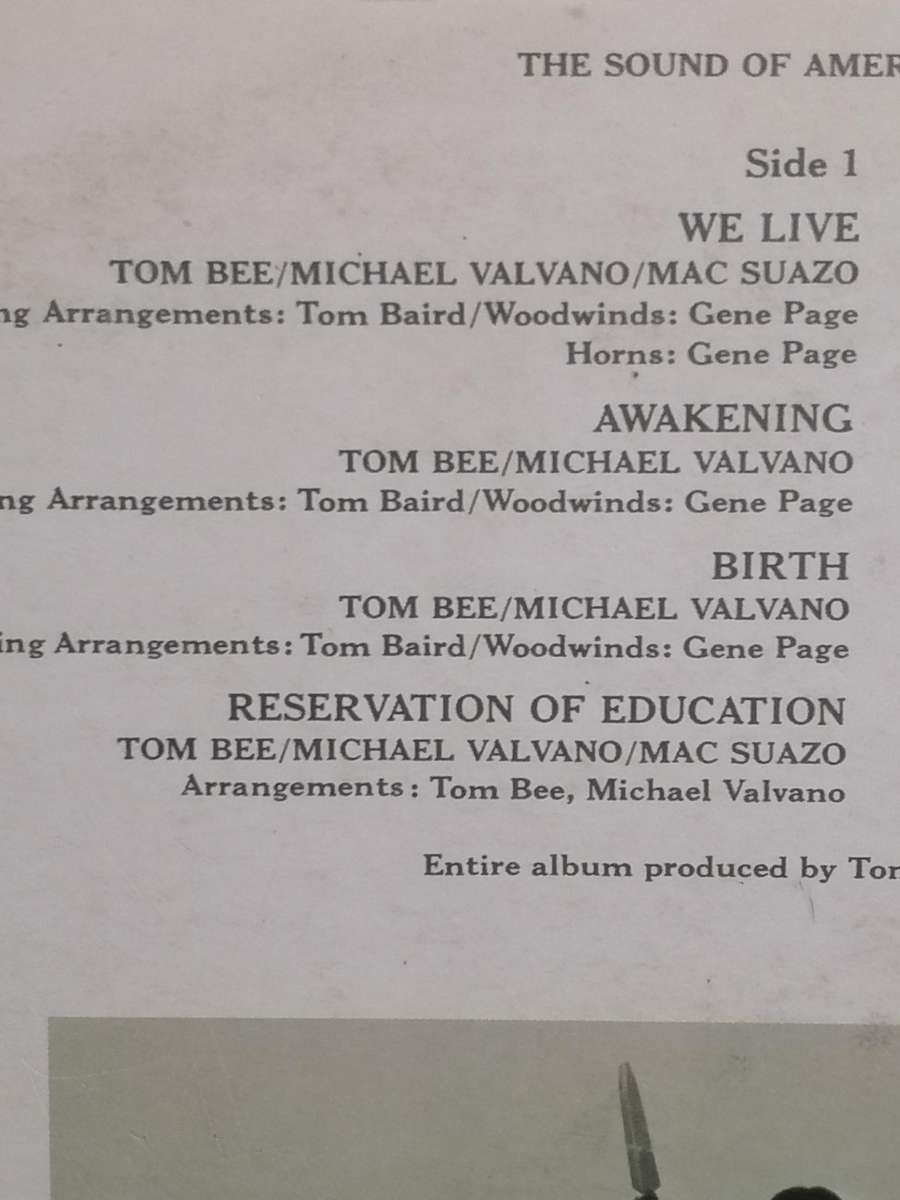 THE SOUND OF AMER
Side 1
WE LIVE
TOM BEE/MICHAEL VALVANO/MAC SUAZO
ng Arrangements: Tom Baird/Woodwinds: Gene Page
Horns: Gene Page
AWAKENING
TOM BEE/MICHAEL VALVANO
ng Arrangements: Tom Baird/Woodwinds: Gene Page
BIRTH
TOM BEE/MICHAEL VALVANO
ing Arrangements: Tom Baird/Woodwinds: Gene Page
RESERVATION OF EDUCATION
TOM BEE/MICHAEL VALVANO/MAC SUAZO
Arrangements: Tom Bee, Michael Valvano
Entire album produced by Tor